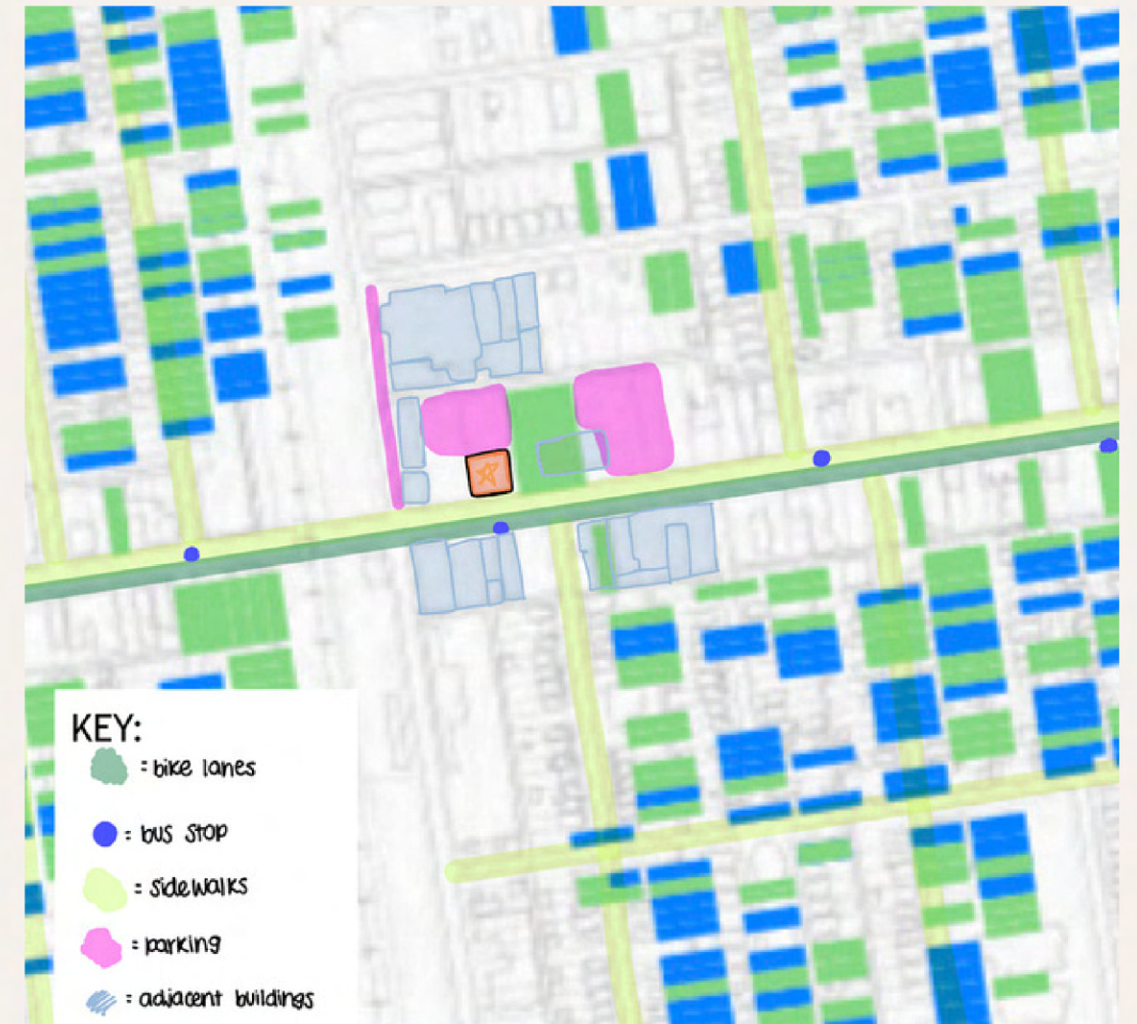 KEY:
= bike lanes
= bus stop
= sidewalks
= parking
= adjacent buildings